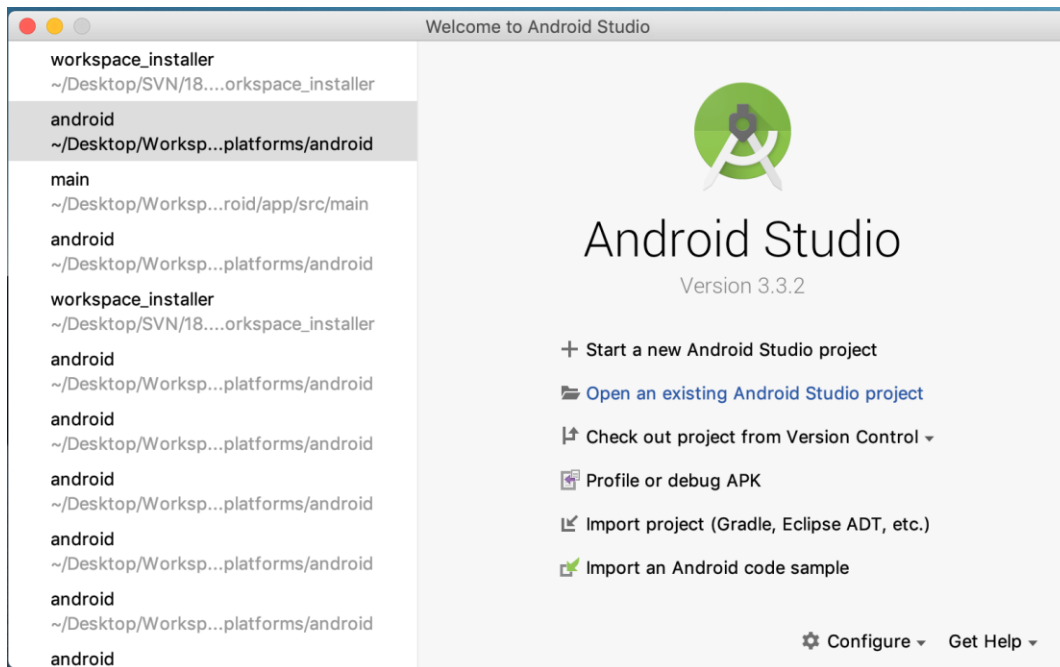 Welcome to Android Studio
workspace_installer
~/Desktop/SVN/18....orkspace_installer
android
~/Desktop/Worksp...platforms/android
main
~/Desktop/Worksp...roid/app/src/main
android
~/Desktop/Worksp...platforms/android
workspace_installer
~/Desktop/SVN/18....orkspace_installer
android
~/Desktop/Worksp...platforms/android
android
~/Desktop/Worksp...platforms/android
android
~/Desktop/Worksp...platforms/android
android
~/Desktop/Worksp...platforms/android
android
~/Desktop/Worksp...platforms/android
android
Android Studio
Version 3.3.2
Start a new Android Studio project
Open an existing Android Studio project
Check out project from Version Control
Profile or debug APK
Import project (Gradle, Eclipse ADT, etc.)
Import an Android code sample
Configure Get Help